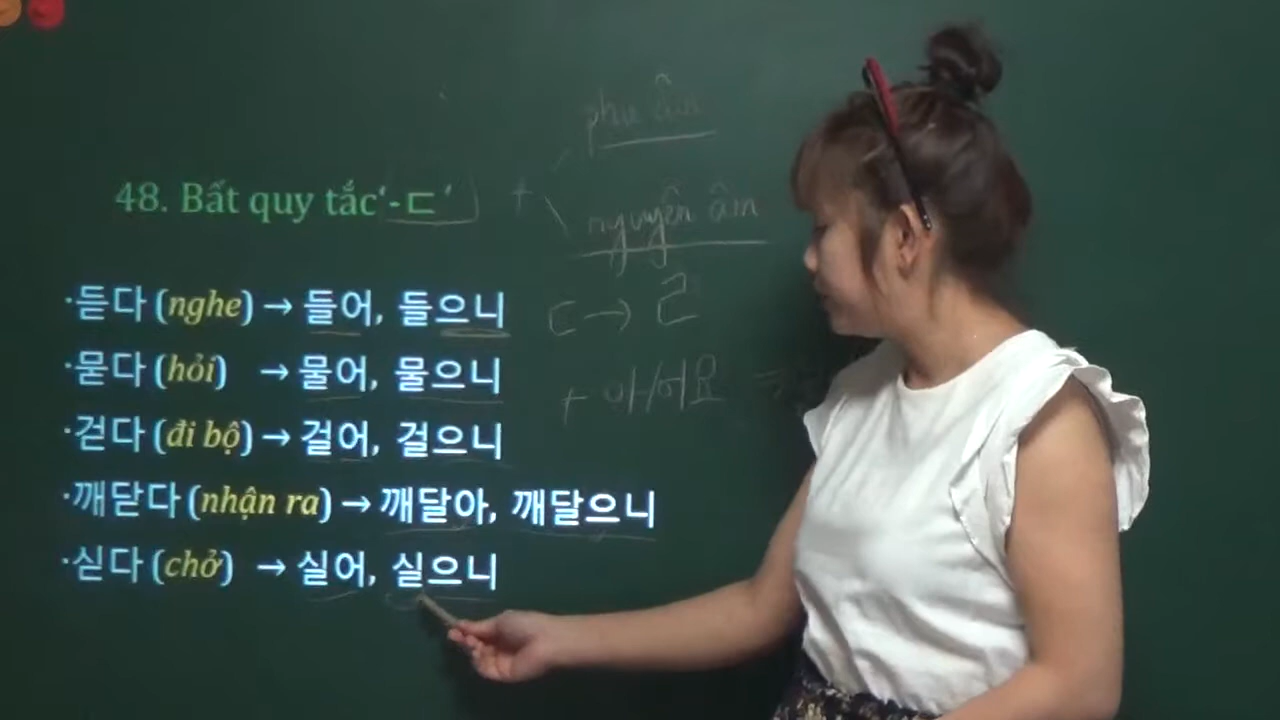 48. Bất quy tắc‘-ㄷ‘
·듣다 (nghe) → 들어, 들으니
·묻다 (hỏi) → 물어, 물으니
·걷다 (đi bộ) → 걸어, 걸으니
·깨닫다 (nhận ra) → 깨달아, 깨달으니
·싣다 (chở) → 실어, 실으니
phụ âm
+ nguyên âm
ㄷ → ㄹ
+ 아/어요